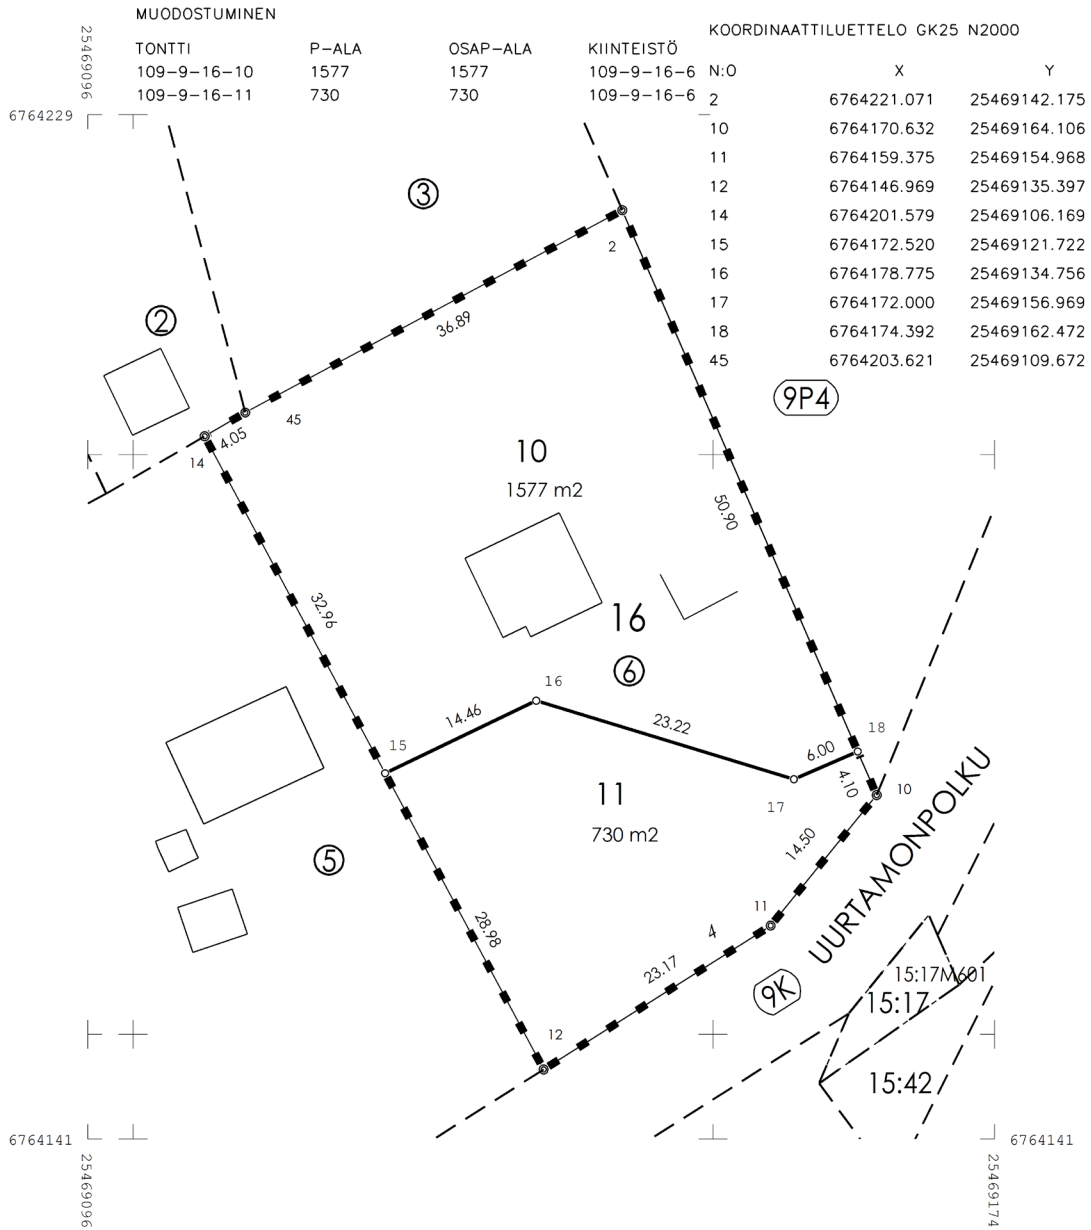 MUODOSTUMINEN
TONTTI P-ALA OSAP-ALA KIINTEISTÖ
109-9-16-10 1577 1577 109-9-16-6
109-9-16-11 730 730 109-9-16-6
KOORDINAATTILUETTELO GK25 N2000
N:O X Y
2 6764221.071 25469142.175
10 6764170.632 25469164.106
11 6764159.375 25469154.968
12 6764146.969 25469135.397
14 6764201.579 25469106.169
15 6764172.520 25469121.722
16 6764178.775 25469134.756
17 6764172.000 25469156.969
18 6764174.392 25469162.472
45 6764203.621 25469109.672
25469096
6764229
3
2
2
36.89
9P4
45
4.05
14
10
1577 m2
50.90
32.96
16
6
16
14.46
23.22
18
15
6.00
4.10
10
11
17
730 m2
14.50
5
UURTAMONPOLKU
11
4
28.98
23.17
15:17M601
9K
15:17
12
15:42
6764141
6764141
25469096
25469174